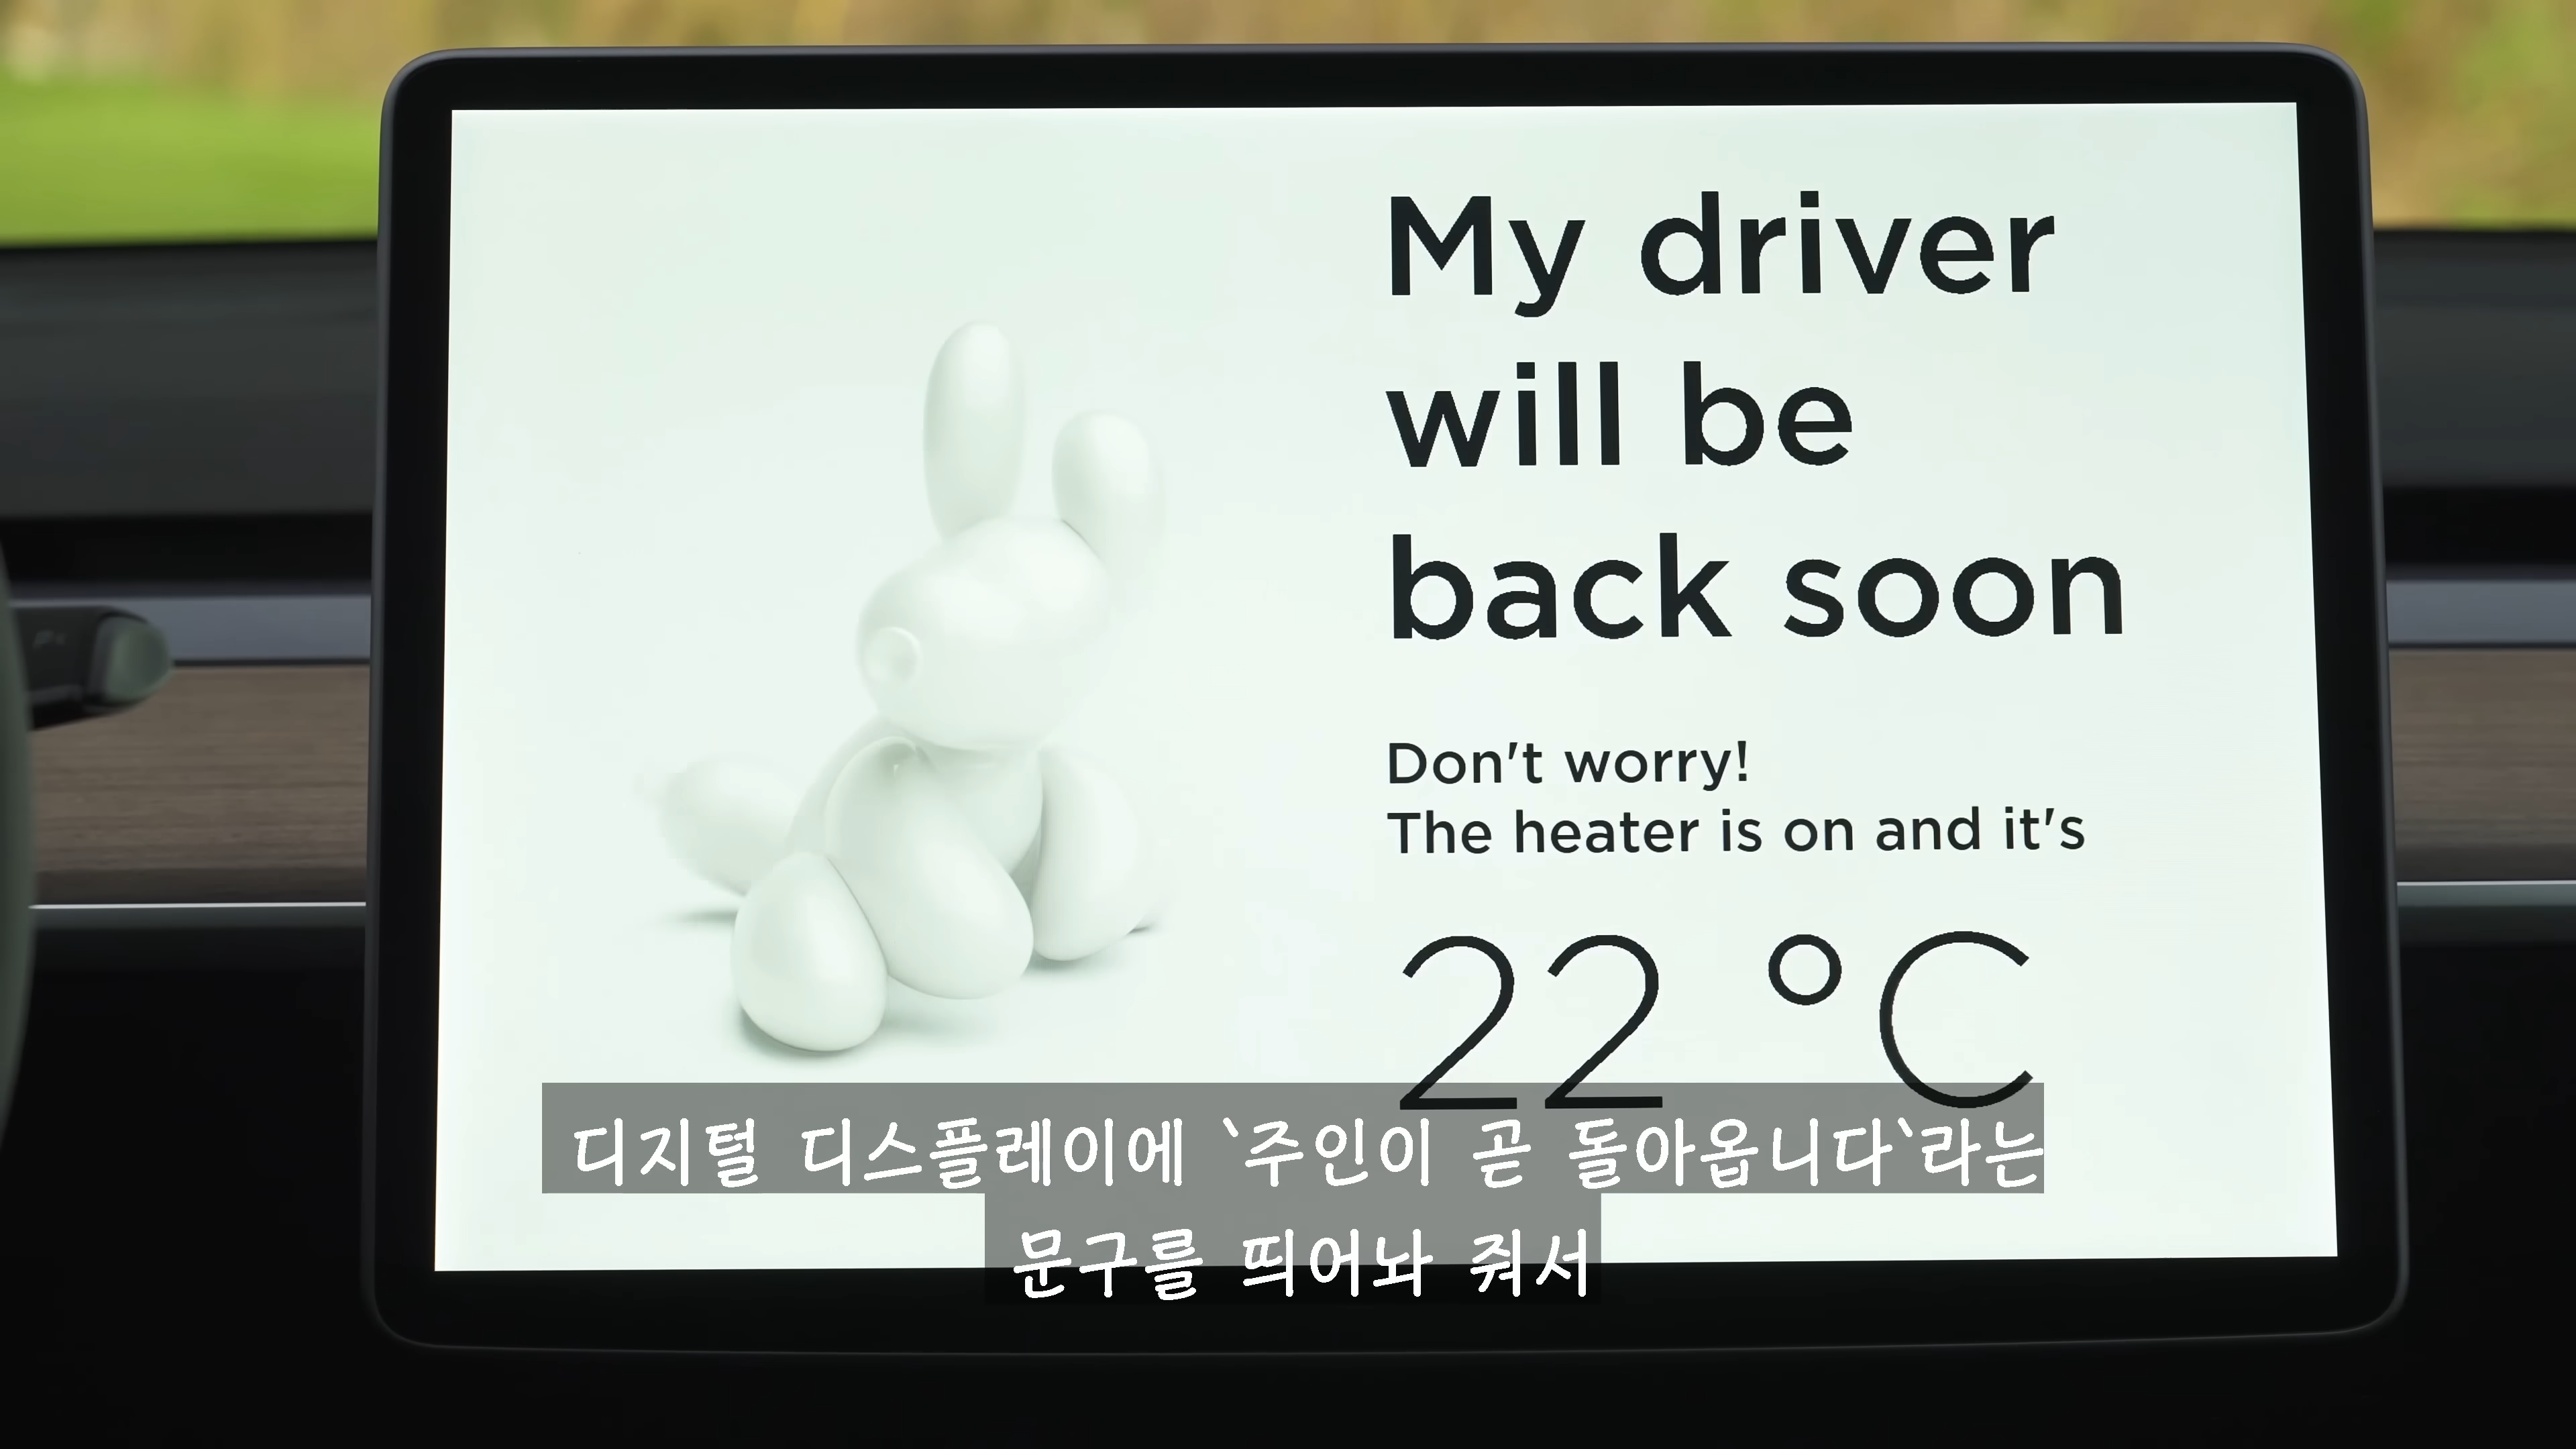 My driver
will be
back soon
Don't worry!
The heater is on and it's
22 °C
디지털 디스플레이에 `주인이 곧 돌아옵니다`라는
문구를 띄어놔 줘서